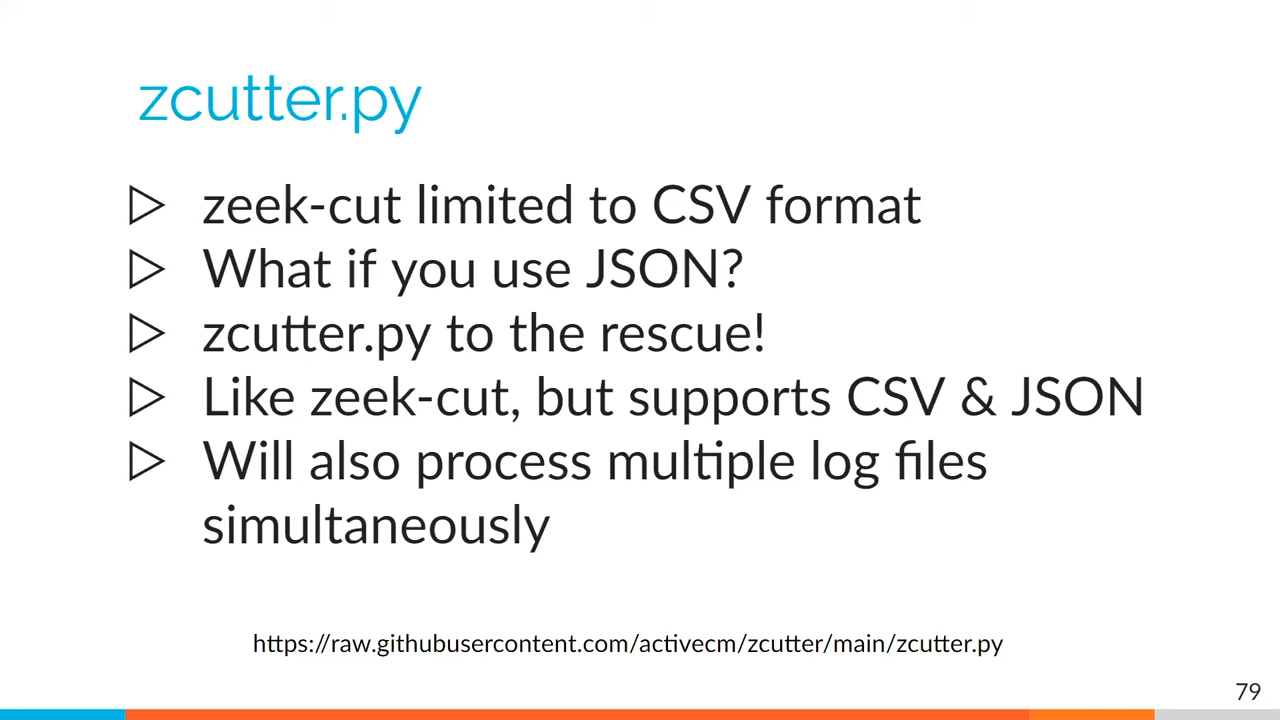 zcutter.py
▷ zeek-cut limited to CSV format
▷ What if you use JSON?
▷ zcutter.py to the rescue!
▷ Like zeek-cut, but supports CSV & JSON
▷ Will also process multiple log files
simultaneously
https://raw.githubusercontent.com/activecm/zcutter/main/zcutter.py
79